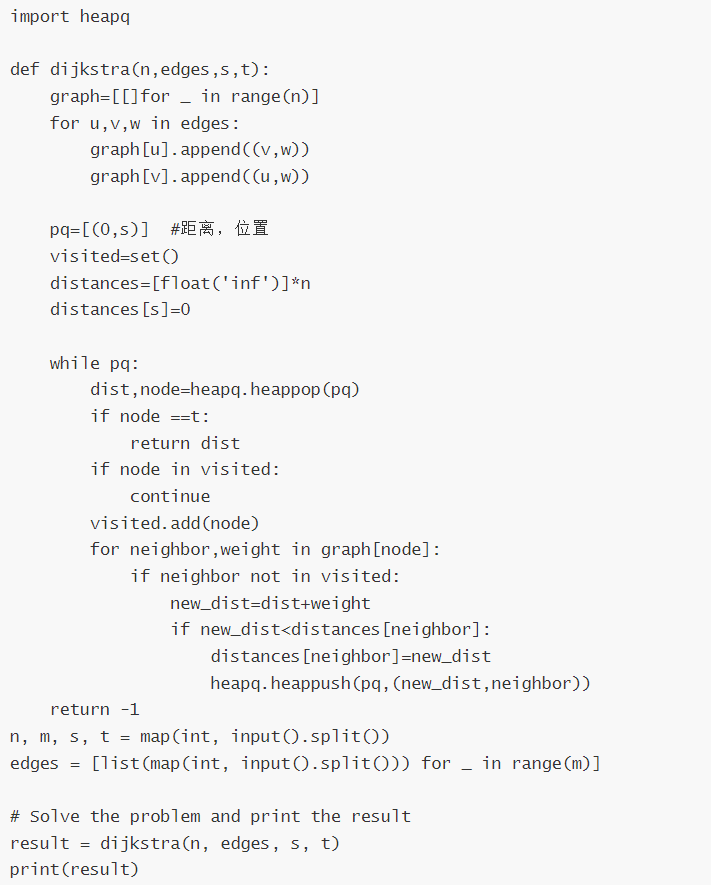 import heapq

def dijkstra(n,edges,s,t):
    graph=[[]for _ in range(n)]
    for u,v,w in edges:
        graph[u].append((v,w))
        graph[v].append((u,w))

    pq=[(0,s)]  #距离，位置
    visited=set()
    distances=[float('inf')]*n
    distances[s]=0

    while pq:
        dist,node=heapq.heappop(pq)
        if node ==t:
            return dist
        if node in visited:
            continue
        visited.add(node)
        for neighbor,weight in graph[node]:
            if neighbor not in visited:
                new_dist=dist+weight
                if new_dist<distances[neighbor]:
                    distances[neighbor]=new_dist
                    heapq.heappush(pq,(new_dist,neighbor))
    return -1
n, m, s, t = map(int, input().split())
edges = [list(map(int, input().split())) for _ in range(m)]

# Solve the problem and print the result
result = dijkstra(n, edges, s, t)
print(result)